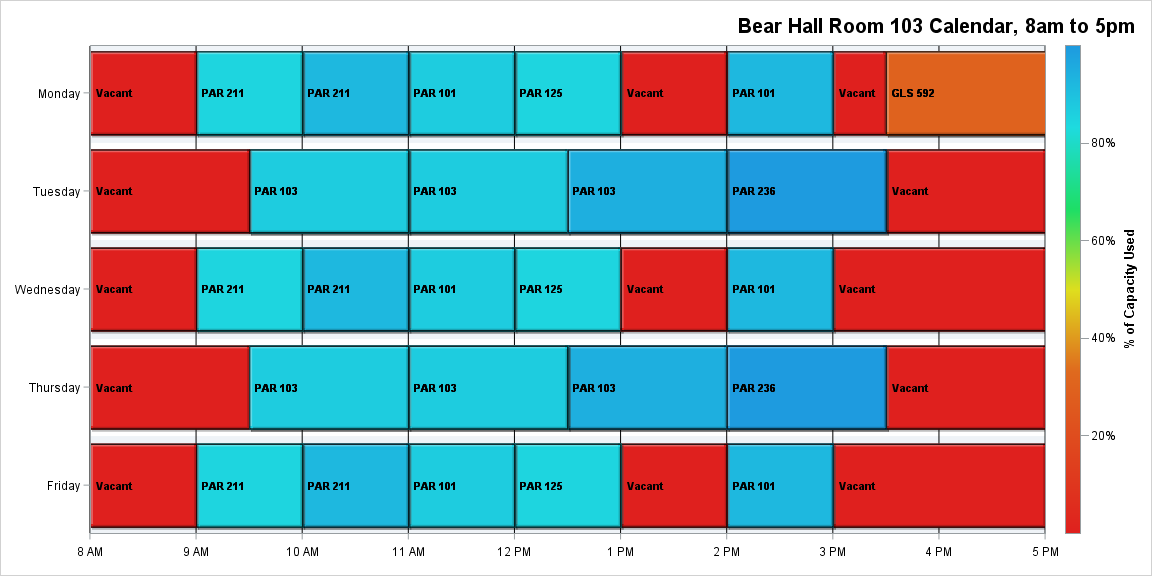 Bear Hall Room 103 Calendar, 8am to 5pm
Monday Vacant PAR 211 PAR 211 PAR 101 PAR 125 Vacant PAR 101 Vacant GLS 592
80%
Tuesday Vacant PAR 103 PAR 103 PAR 103 PAR 236 Vacant
60%
% of Capacity Used
Wednesday Vacant PAR 211 PAR 211 PAR 101 PAR 125 Vacant PAR 101 Vacant
40%
Thursday Vacant PAR 103 PAR 103 PAR 103 PAR 236 Vacant
20%
Friday Vacant PAR 211 PAR 211 PAR 101 PAR 125 Vacant PAR 101 Vacant
8 AM 9 AM 10 AM 11 AM 12 PM 1 PM 2 PM 3 PM 4 PM 5 PM